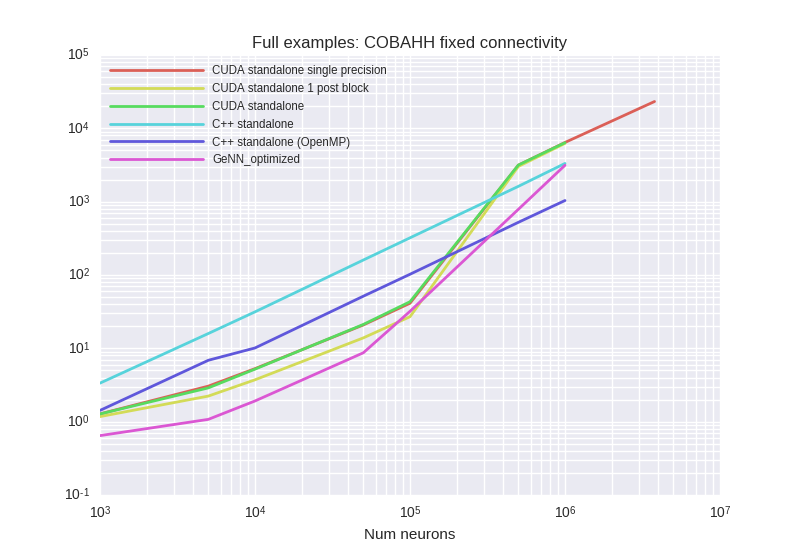 Full examples: COBAHH fixed connectivity
10^5
10^4
10^3
10^2
10^1
10^0
10^-1
CUDA standalone single precision
CUDA standalone 1 post block
CUDA standalone
C++ standalone
C++ standalone (OpenMP)
GeNN_optimized
10^3 10^4 10^5 10^6 10^7
Num neurons